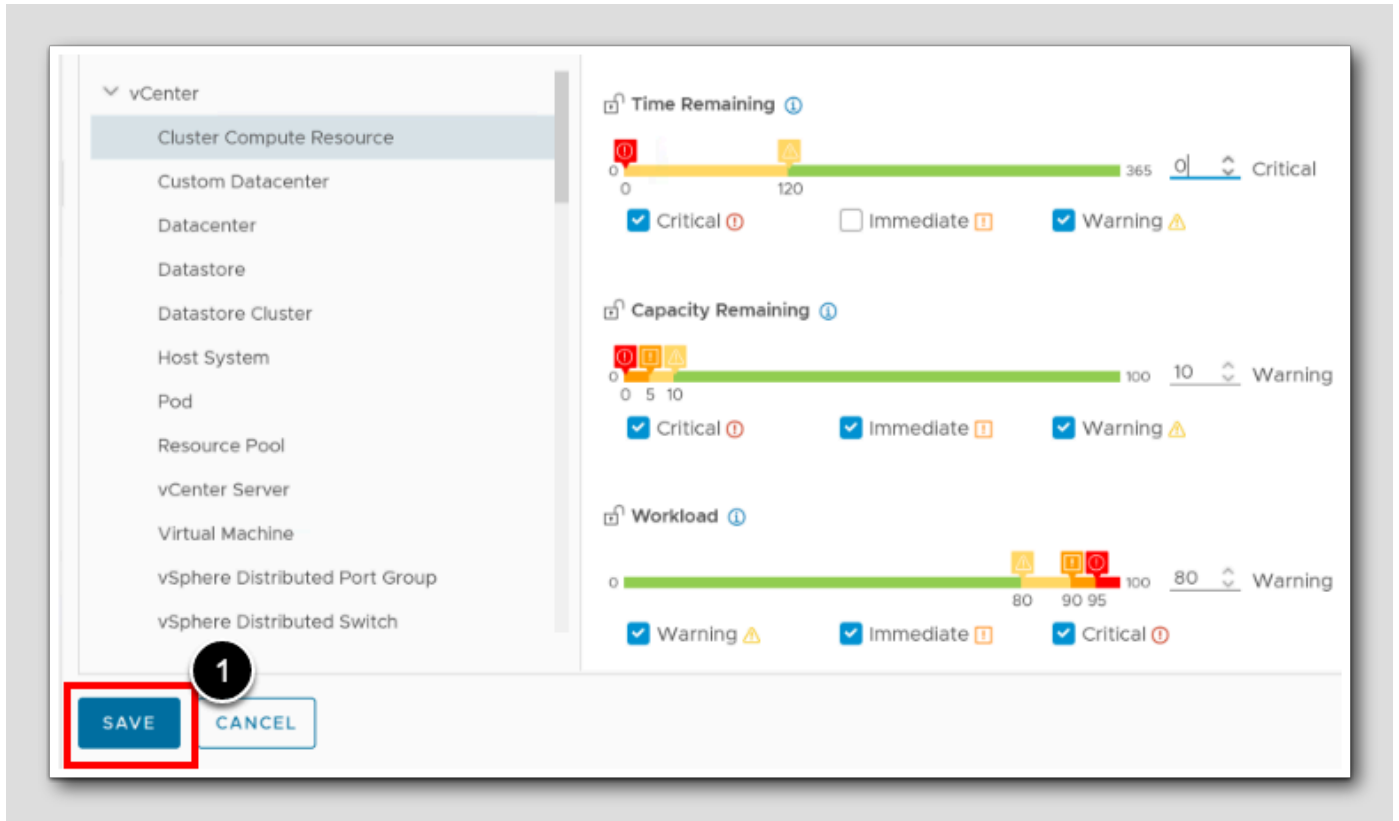 vCenter
Cluster Compute Resource
Custom Datacenter
Datacenter
Datastore
Datastore Cluster
Host System
Pod
Resource Pool
vCenter Server
Virtual Machine
vSphere Distributed Port Group
vSphere Distributed Switch
Time Remaining
0 365 0 Critical
0 120
Critical Immediate Warning
Capacity Remaining
0 100 10 Warning
0 5 10
Critical Immediate Warning
Workload
0 100 80 Warning
80 90 95
Warning Immediate Critical
1
SAVE CANCEL